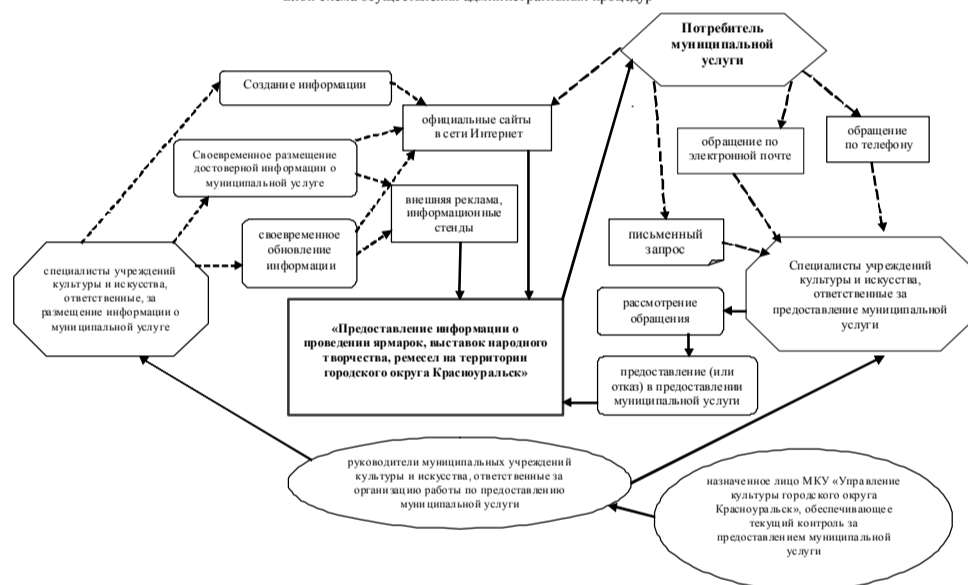 Блок-схема осуществления административных процедур
Потребитель
муниципальной
услуги
Создание информации
официальные сайты
в сети Интернет
обращение по
электронной почте
обращение
по телефону
Своевременное размещение
достоверной информации о
муниципальной услуге
внешняя реклама,
информационные
стенды
своевременное
обновление
информации
письменный
запрос
специалисты учреждений
культуры и искусства,
ответственные, за
размещение информации о
муниципальной услуге
Специалисты учреждений
культуры и искусства,
ответственные за
предоставление муниципальной
услуги
рассмотрение
обращения
«Предоставление информации о
проведении ярмарок, выставок народного
творчества, ремесел на территории
городского округа Красноуральск»
предоставление (или
отказ) в предоставлении
муниципальной услуги
руководители муниципальных учреждений
культуры и искусства, ответственные за
организацию работы по предоставлению
муниципальной услуги
назначенное лицо МКУ «Управление
культуры городского округа
Красноуральск», обеспечивающее
текущий контроль за
предоставлением муниципальной
услуги